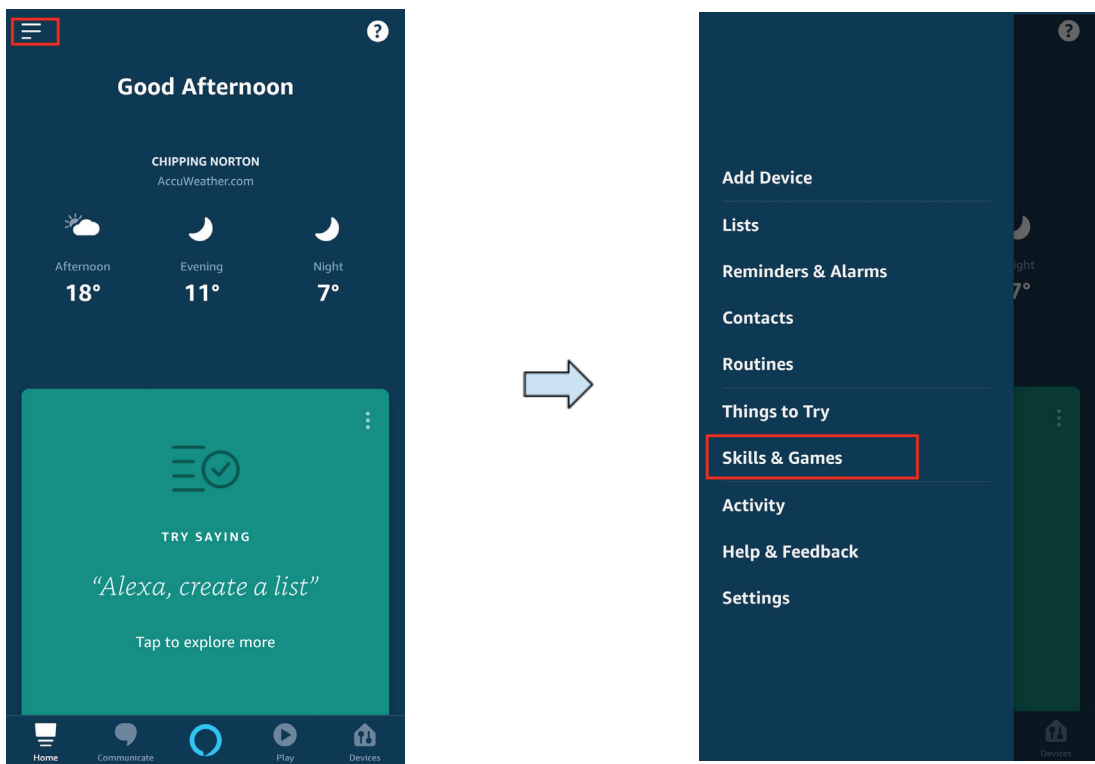 ?
Good Afternoon
CHIPPING NORTON
AccuWeather.com
Afternoon Evening Night
18° 11° 7°
TRY SAYING
“Alexa, create a list”
Tap to explore more
Home Communicate Play Devices
?
Add Device
Lists
Reminders & Alarms
ight
7°
Contacts
Routines
Things to Try
Skills & Games
Activity
Help & Feedback
Settings
Devices